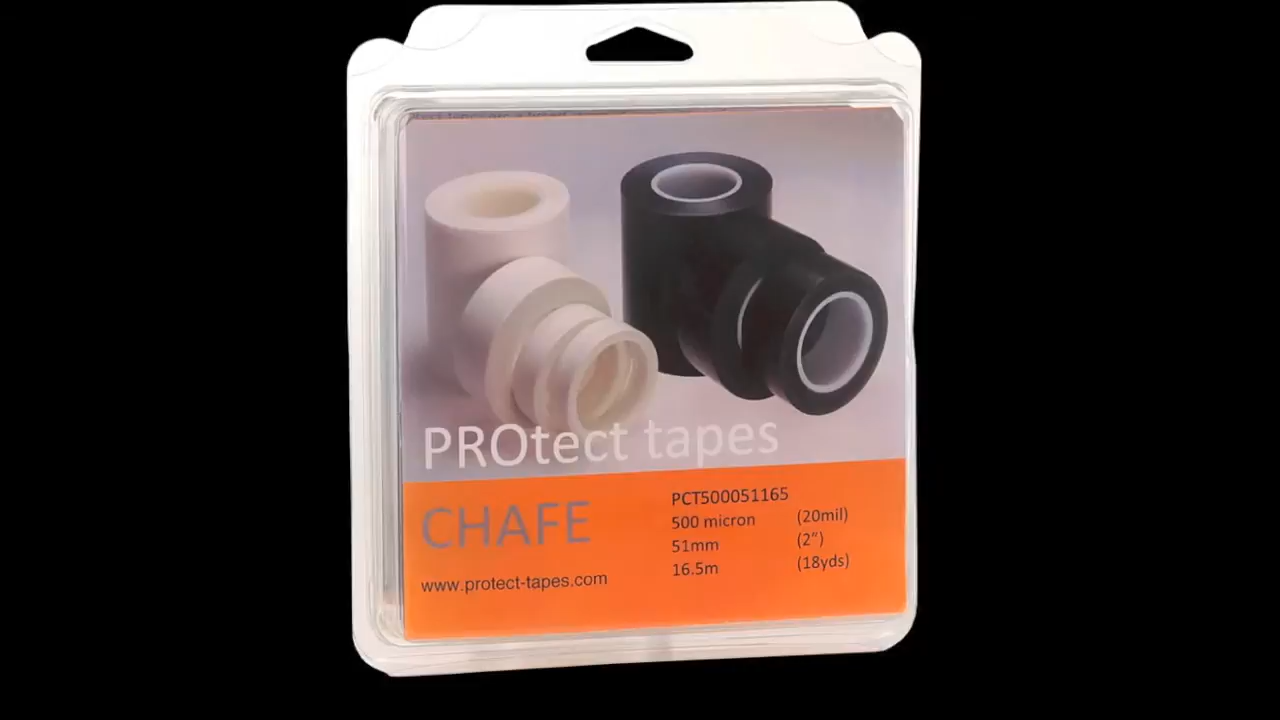 PROtect tapes
CHAFE
www.protect-tapes.com
PCT500051165
500 micron (20mil)
51mm (2")
16.5m (18yds)